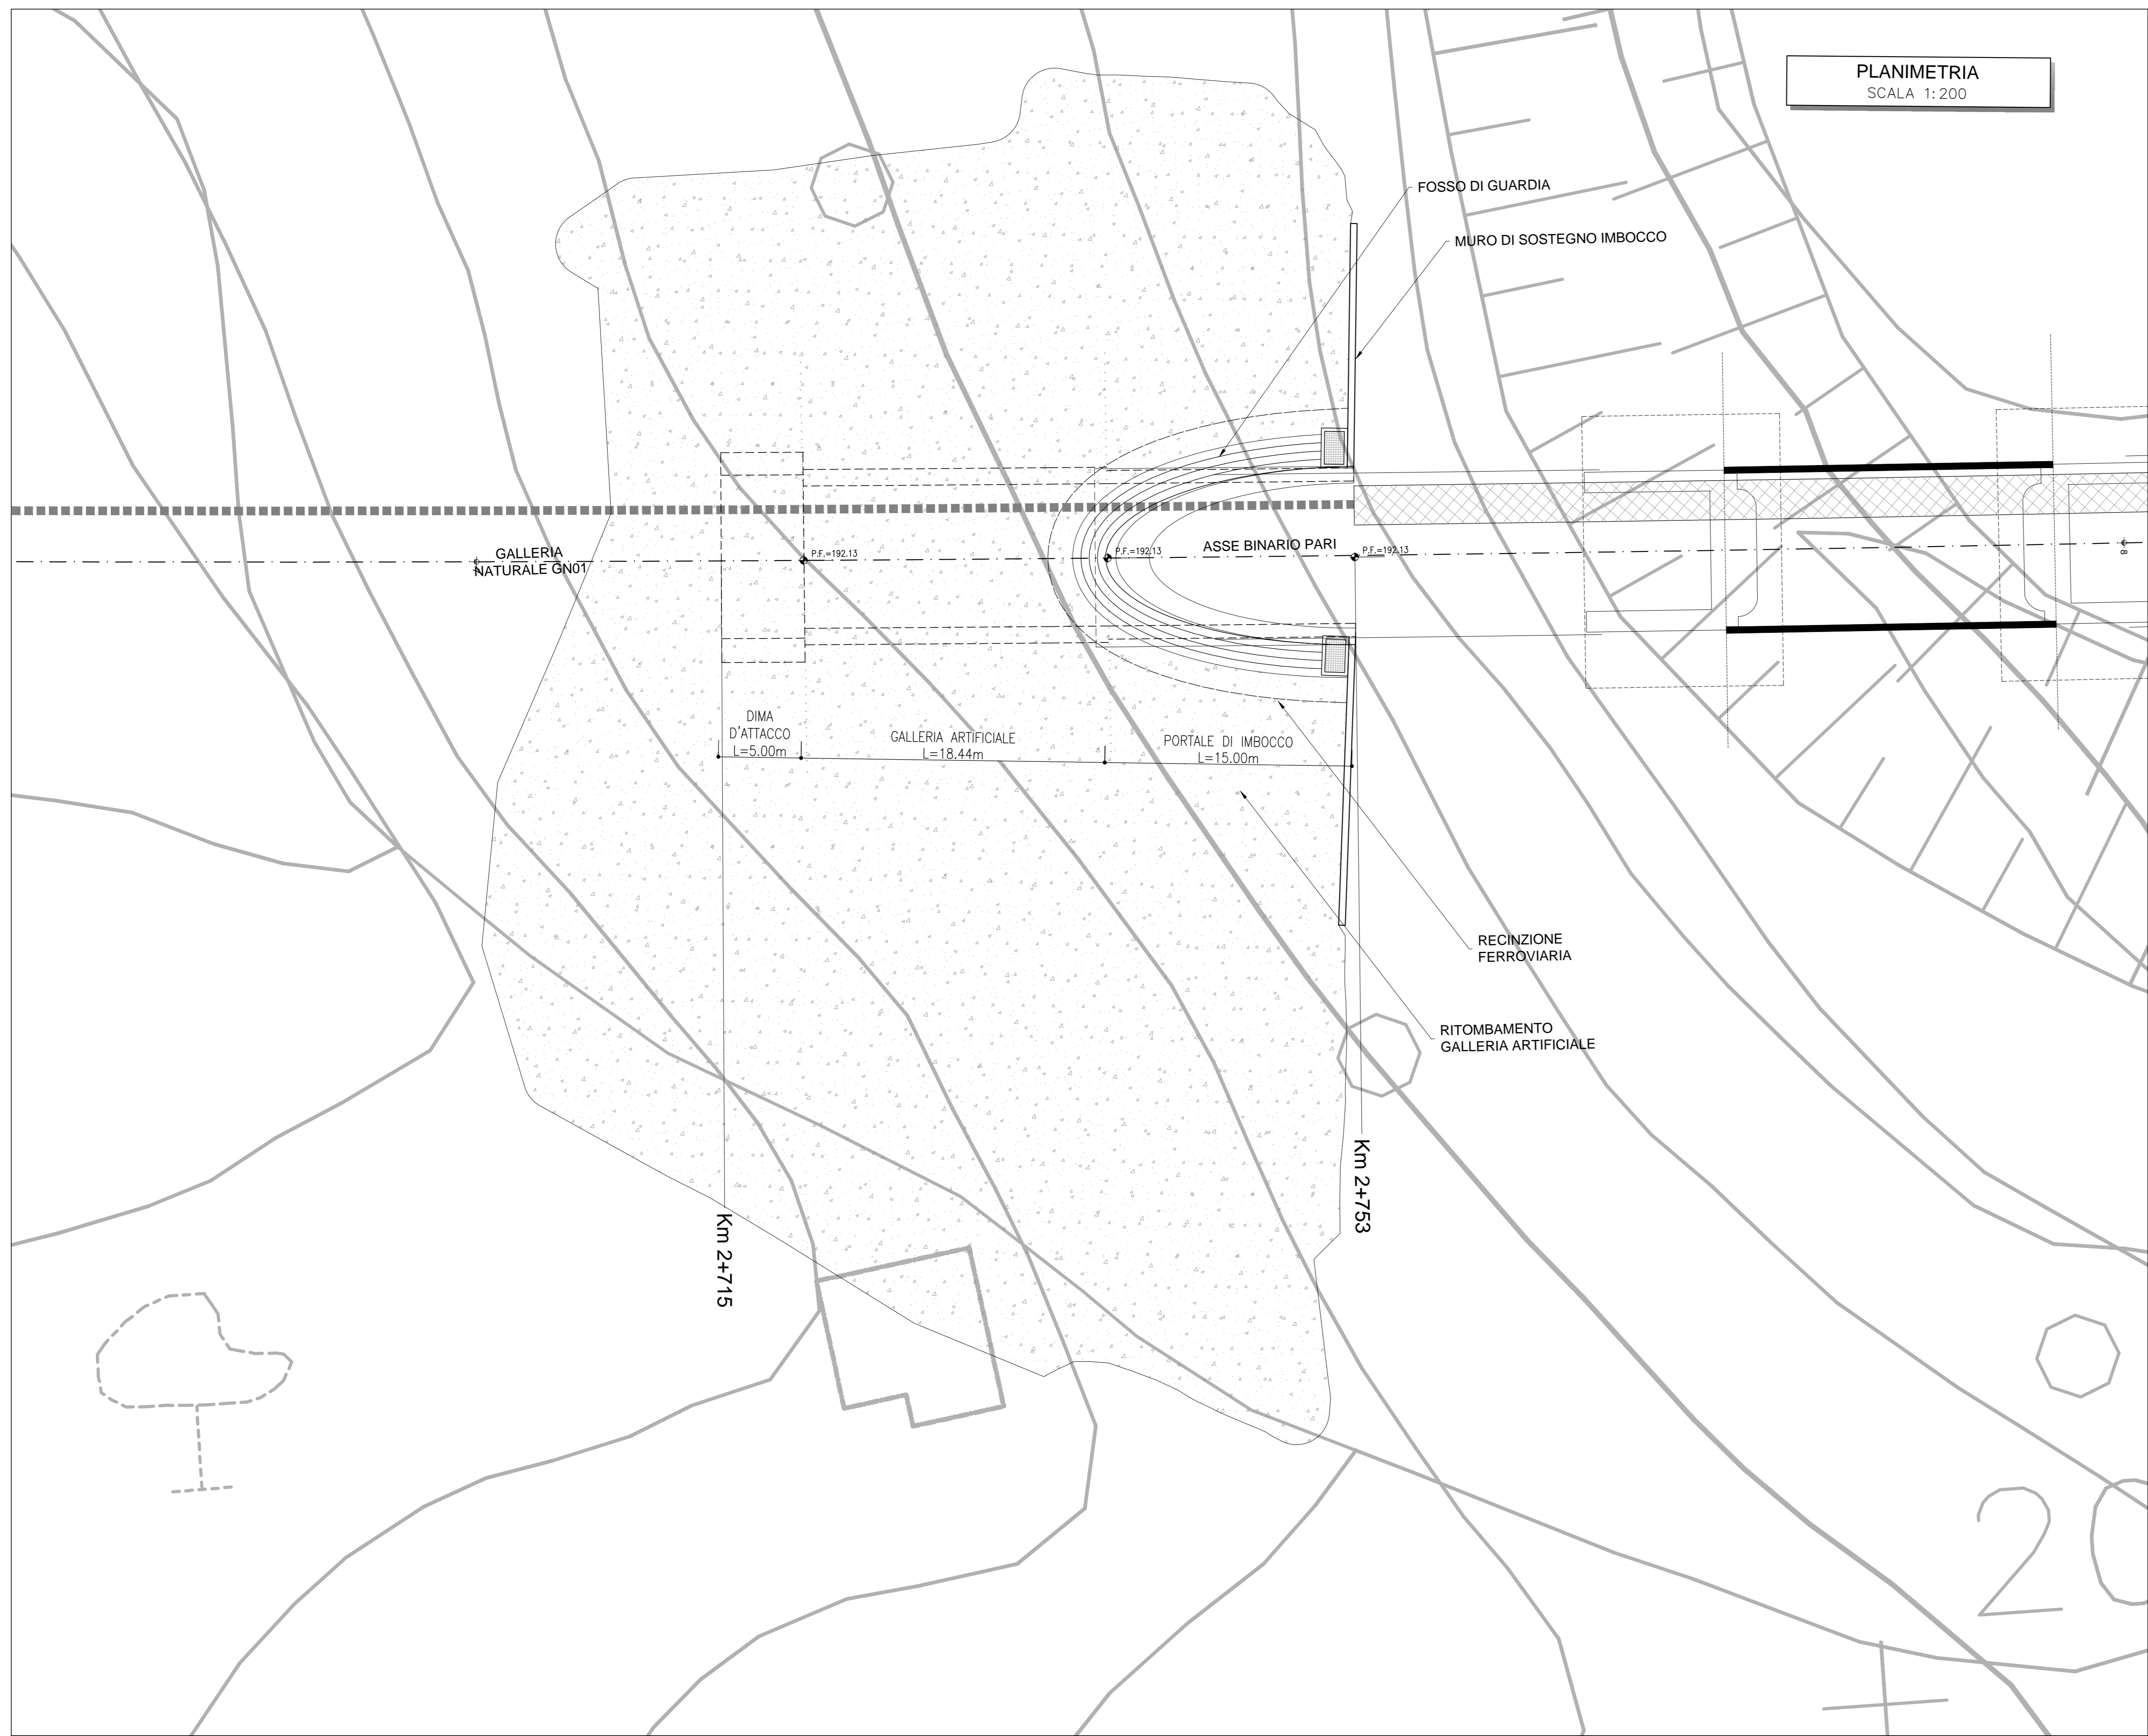 PLANIMETRIA
SCALA 1:200
FOSSO DI GUARDIA
MURO DI SOSTEGNO IMBOCCO
GALLERIA
NATURALE GN01
P.F.=192.13
P.F.=192.13
ASSE BINARIO PARI
P.F.=192.13
8
DIMA
D'ATTACCO
L=5.00m
GALLERIA ARTIFICIALE
L=18.44m
PORTALE DI IMBOCCO
L=15.00m
RECINZIONE
FERROVIARIA
RITOMBAMENTO
GALLERIA ARTIFICIALE
Km 2+753
Km 2+715
20